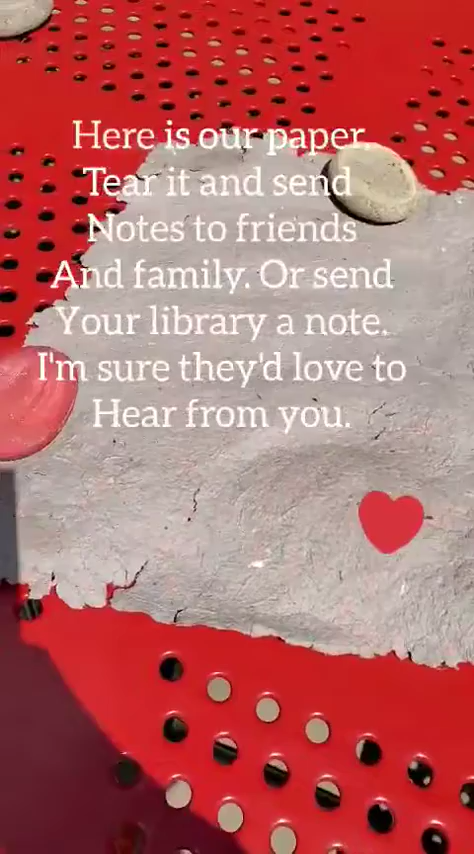 Here is our paper.
Tear it and send
Notes to friends
And family. Or send
Your library a note.
I'm sure they'd love to
Hear from you.